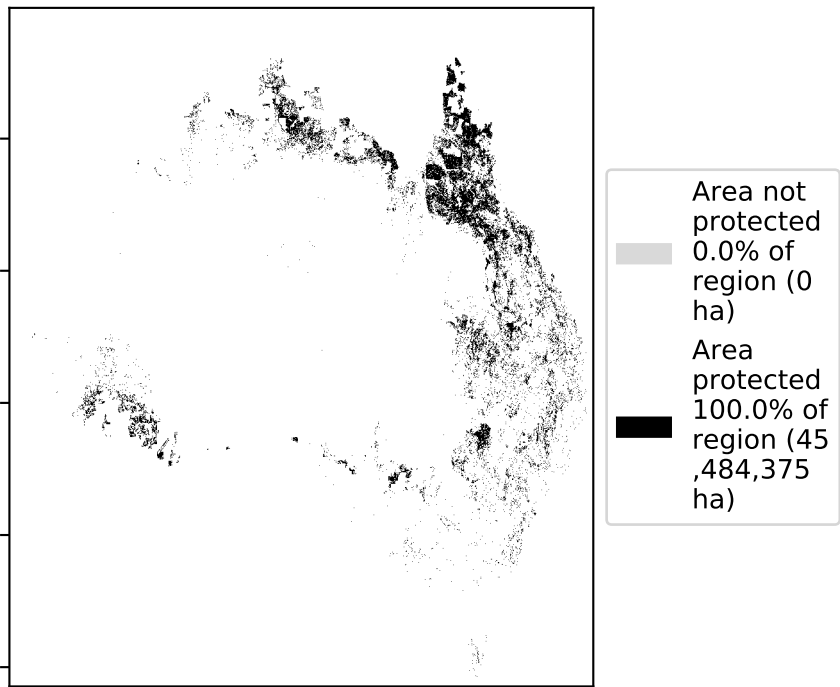 Area not
protected
0.0% of
region (0
ha)
Area
protected
100.0% of
region (45
,484,375
ha)